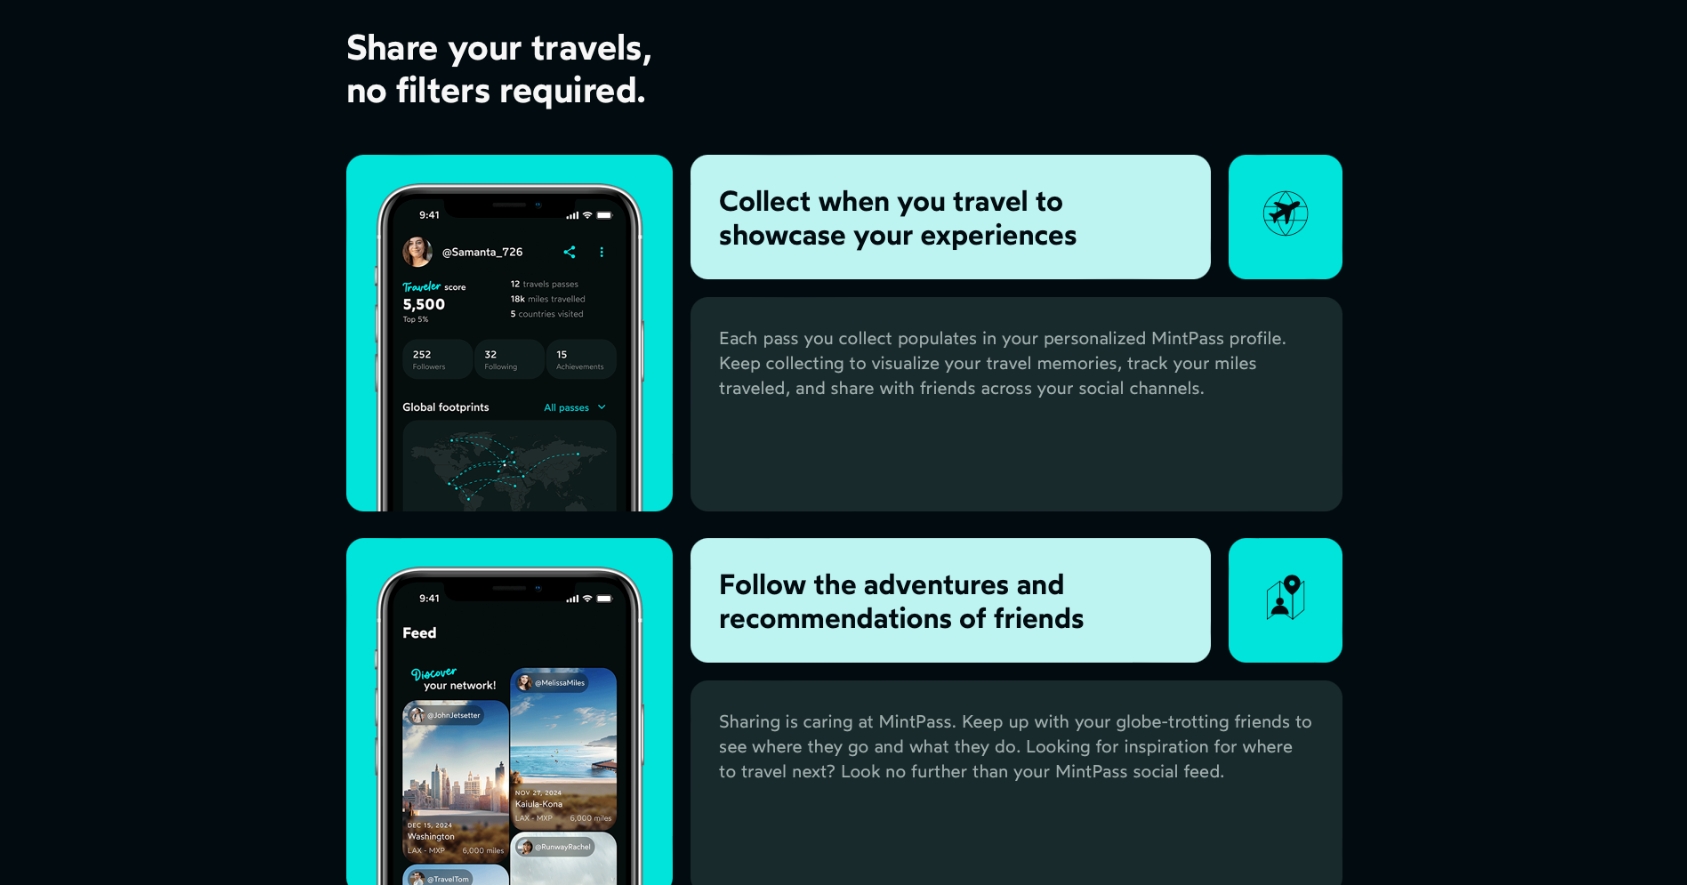 Share your travels,
no filters required.
9:41
@Samanta_726
Traveler score
5,500
Top 5%
12 travels passes
18k miles travelled
5 countries visited
252
Followers
32
Following
15
Achievements
Global footprints
All passes
Collect when you travel to
showcase your experiences
Each pass you collect populates in your personalized MintPass profile.
Keep collecting to visualize your travel memories, track your miles
traveled, and share with friends across your social channels.
9:41
Feed
Discover
your network!
@JohnJetsetter
DEC 15, 2024
Washington
LAX - MXP 6,000 miles
@TravelTom
@MelissaMiles
NOV 27, 2024
Kaiula-Kona
LAX - MXP 6,000 miles
@RunwayRachel
Follow the adventures and
recommendations of friends
Sharing is caring at MintPass. Keep up with your globe-trotting friends to
see where they go and what they do. Looking for inspiration for where
to travel next? Look no further than your MintPass social feed.